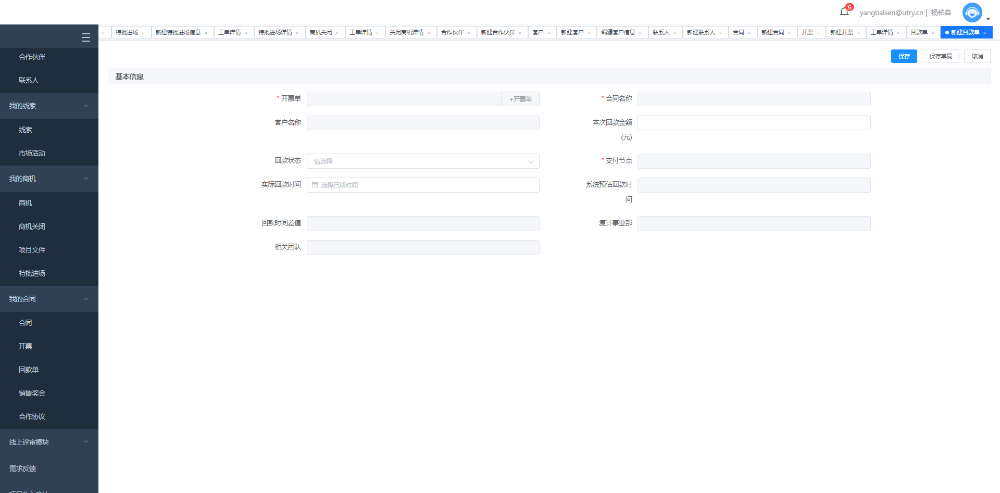 6
yangbaisen@utry.cn | 杨柏森
特批进场 新建特批进场信息 工单详情 特批进场详情 商机关闭 工单详情 关闭商机详情 合作伙伴 新建合作伙伴 客户 新建客户 编辑客户信息 联系人 新建联系人 合同 新建合同 开票 新建开票 工单详情 回款单 新建回款单
合作伙伴
联系人
我的线索
线索
市场活动
我的商机
商机
商机关闭
项目文件
特批进场
我的合同
合同
开票
回款单
销售奖金
合作协议
线上评审模块
需求反馈
保存 保存草稿 取消
基本信息
* 开票单 +开票单 * 合同名称
客户名称 本次回款金额
(元)
回款状态 请选择 * 支付节点
实际回款时间 选择日期时间 系统预估回款时
间
回款时间差值 复计事业部
相关团队